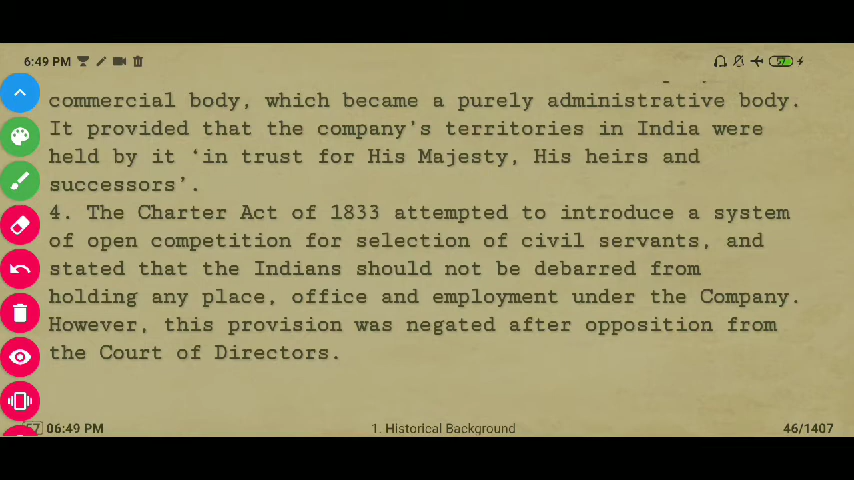 6:49 PM
commercial body, which became a purely administrative body.
It provided that the company's territories in India were
held by it ‘in trust for His Majesty, His heirs and
successors’.
4. The Charter Act of 1833 attempted to introduce a system
of open competition for selection of civil servants, and
stated that the Indians should not be debarred from
holding any place, office and employment under the Company.
However, this provision was negated after opposition from
the Court of Directors.
06:49 PM 1. Historical Background 46/1407